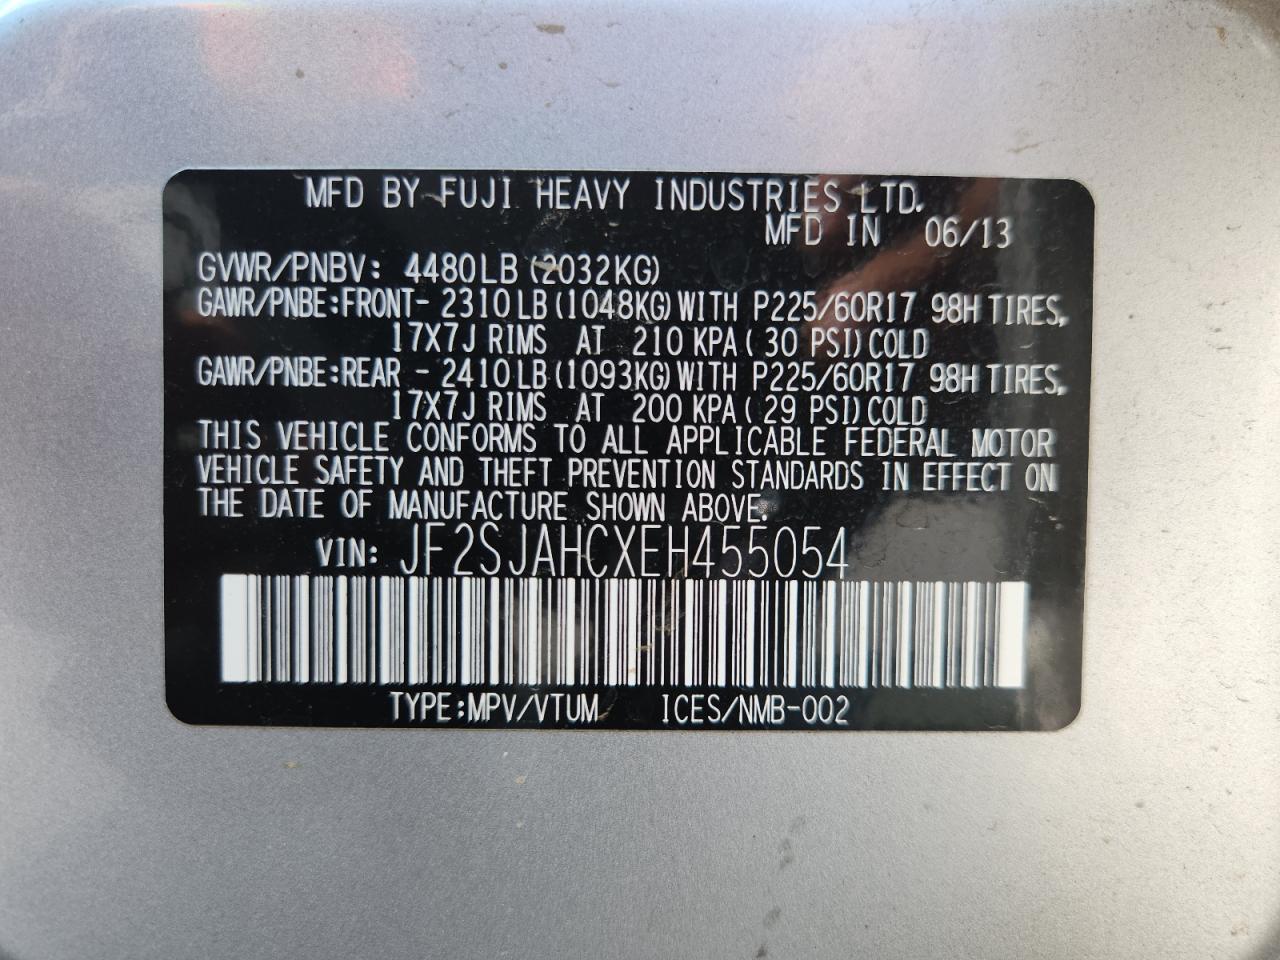 MFD BY FUJI HEAVY INDUSTRIES LTD.
MFD IN 06/13
GVWR/PNBV: 4480LB (2032KG)
GAWR/PNBE:FRONT- 2310LB (1048KG) WITH P225/60R17 98H TIRES,
17X7J RIMS AT 210 KPA ( 30 PSI) COLD
GAWR/PNBE:REAR - 2410LB (1093KG) WITH P225/60R17 98H TIRES,
17X7J RIMS AT 200 KPA ( 29 PSI) COLD
THIS VEHICLE CONFORMS TO ALL APPLICABLE FEDERAL MOTOR
VEHICLE SAFETY AND THEFT PREVENTION STANDARDS IN EFFECT ON
THE DATE OF MANUFACTURE SHOWN ABOVE.
VIN: JF2SJAHCXEH455054
TYPE:MPV/VTUM ICES/NMB-002